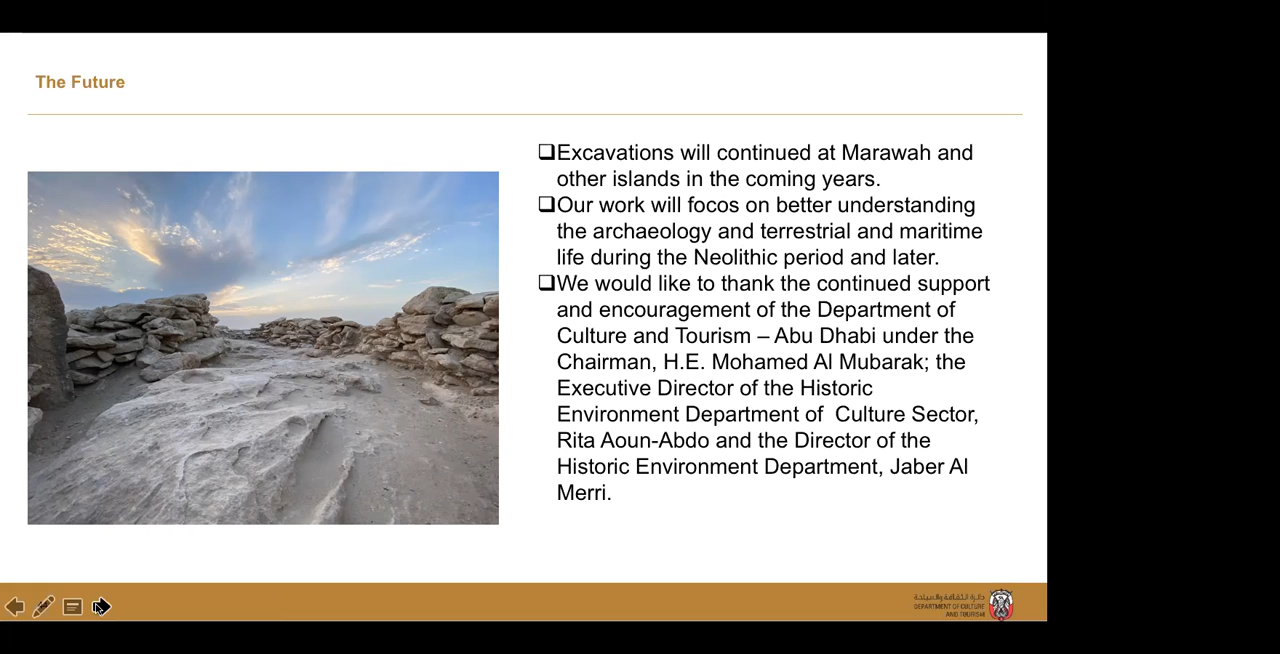 The Future
❑Excavations will continued at Marawah and
other islands in the coming years.
❑Our work will focos on better understanding
the archaeology and terrestrial and maritime
life during the Neolithic period and later.
❑We would like to thank the continued support
and encouragement of the Department of
Culture and Tourism – Abu Dhabi under the
Chairman, H.E. Mohamed Al Mubarak; the
Executive Director of the Historic
Environment Department of  Culture Sector,
Rita Aoun-Abdo and the Director of the
Historic Environment Department, Jaber Al
Merri.
دائرة الثقافة والسياحة
DEPARTMENT OF CULTURE
AND TOURISM